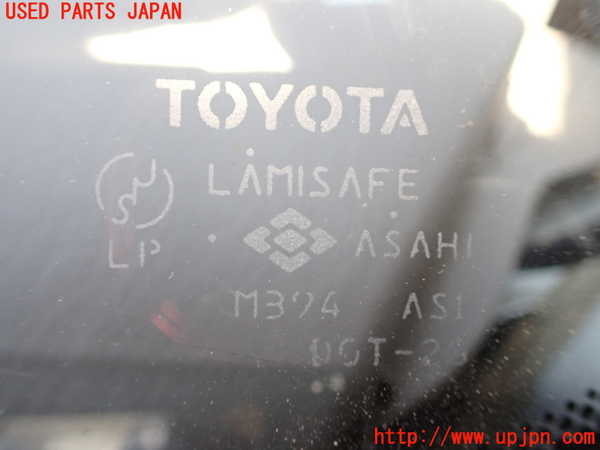 USED PARTS JAPAN
TOYOTA
LAMISAFE
LP
ASAHI
M394 AS1
http://www.upjpn.com/